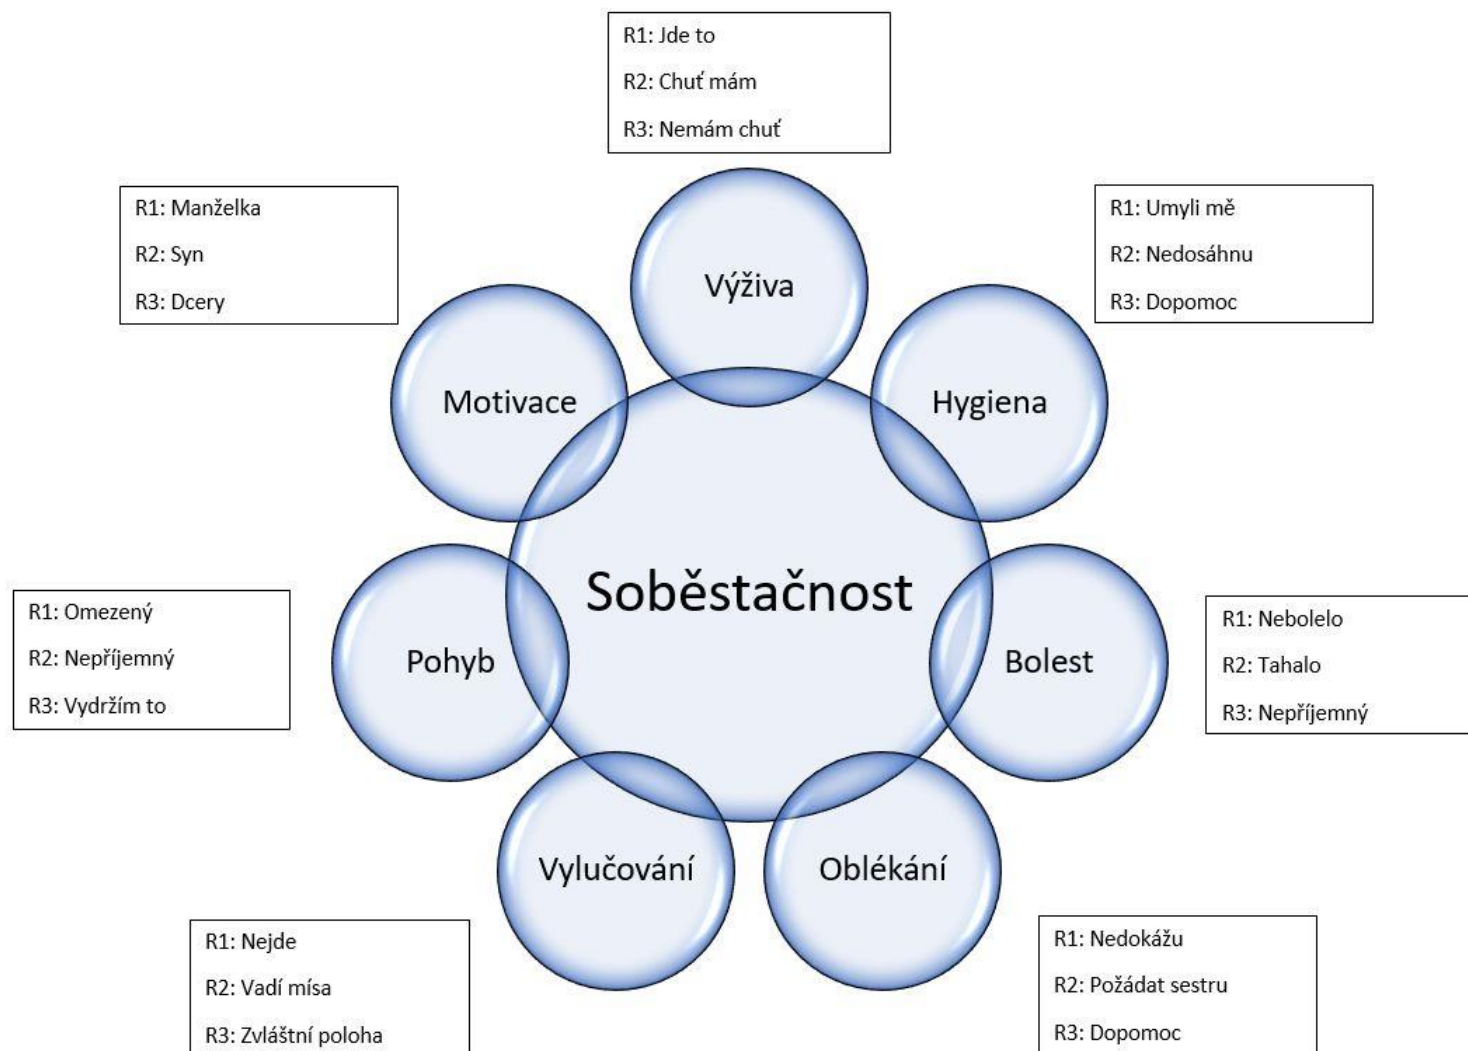 R1: Jde to
R2: Chuť mám
R3: Nemám chuť
R1: Manželka
R2: Syn
R3: Dcery
R1: Umyli mě
R2: Nedosáhnu
R3: Dopomoc
Výživa
Motivace
Hygiena
Soběstačnost
R1: Omezený
R2: Nepříjemný
R3: Vydržím to
Pohyb
Bolest
R1: Nebolelo
R2: Tahalo
R3: Nepříjemný
Vylučování
Oblékání
R1: Nejde
R2: Vadí mísa
R3: Zvláštní poloha
R1: Nedokážu
R2: Požádat sestru
R3: Dopomoc